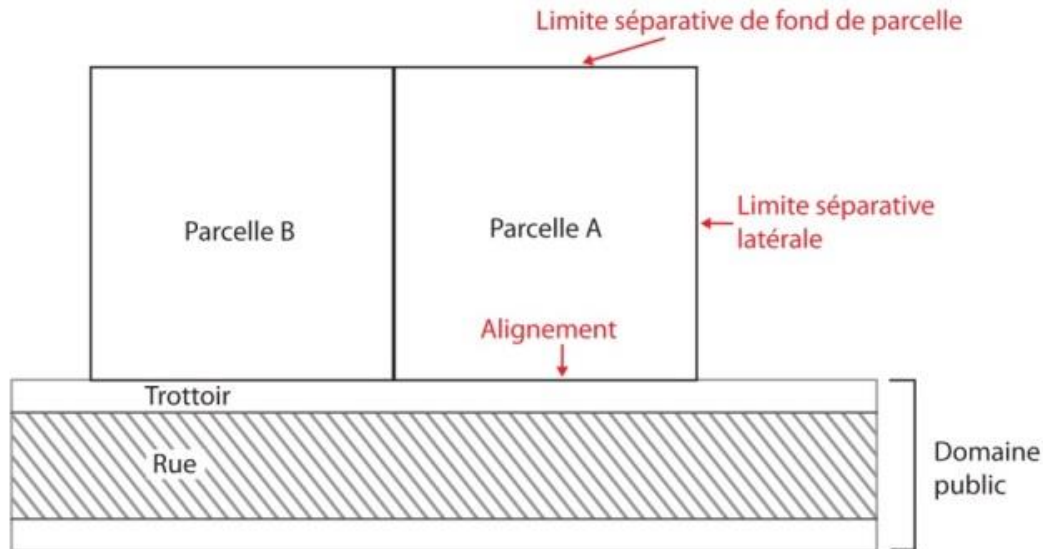 Limite séparative de fond de parcelle
Parcelle B
Parcelle A
Limite séparative
latérale
Alignement
Trottoir
Rue
Domaine
public